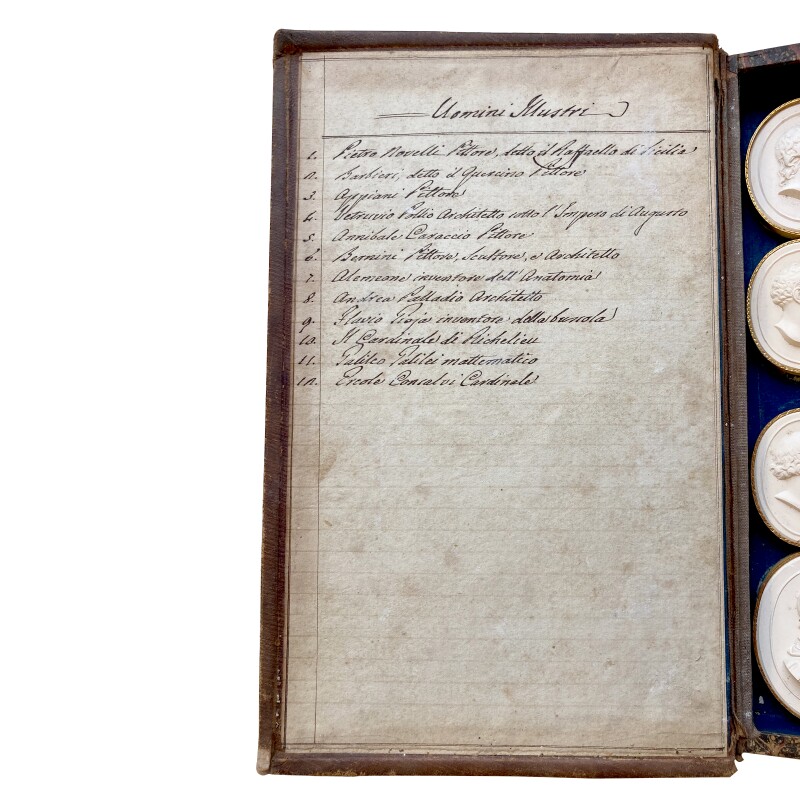 Uomini Illustri
1. Pietro Novelli Pittore, detto il Raffaello di Sicilia
2. Barbieri, detto il Guercino Pittore
3. Appiani Pittore
4. Vetruvio Pollio Architetto sotto l'Impero di Augusto
5. Annibale Caraccio Pittore
6. Bernini Pittore, Scultore, e Architetto
7. Alcmeone inventore dell'Anatomia
8. Andrea Palladio Architetto
9. Flavio Gioja inventore della bussola
10. Il Cardinale di Richelieu
11. Galileo Galilei mattematico
12. Ercole Consalvi Cardinale